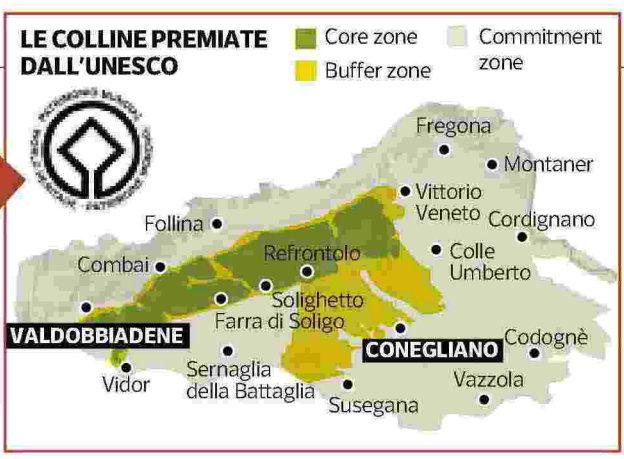 LE COLLINE PREMIATE
DALL'UNESCO
Core zone
Buffer zone
Commitment
zone
Fregona
Montaner
Vittorio
Veneto
Cordignano
Follina
Refrontolo
Colle
Umberto
Combai
Solighetto
Farra di Soligo
VALDOBBIADENE
CONEGLIANO
Codognè
Vidor
Sernaglia
della Battaglia
Vazzola
Susegana